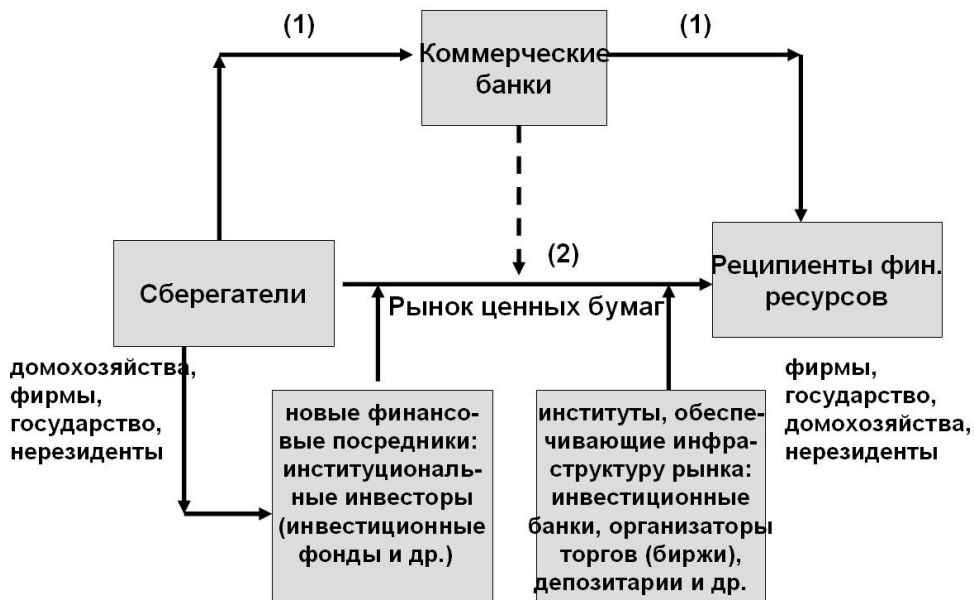 (1)
(1)
Коммерческие
банки
(2)
Сберегатели
Рынок ценных бумаг
Реципиенты фин.
ресурсов
домохозяйства,
фирмы,
государство,
нерезиденты
новые финансо-
вые посредники:
институциональ-
ные инвесторы
(инвестиционные
фонды и др.)
институты, обеспе-
чивающие инфра-
структуру рынка:
инвестиционные
банки, организаторы
торгов (биржи),
депозитарии и др.
фирмы,
государство,
домохозяйства,
нерезиденты